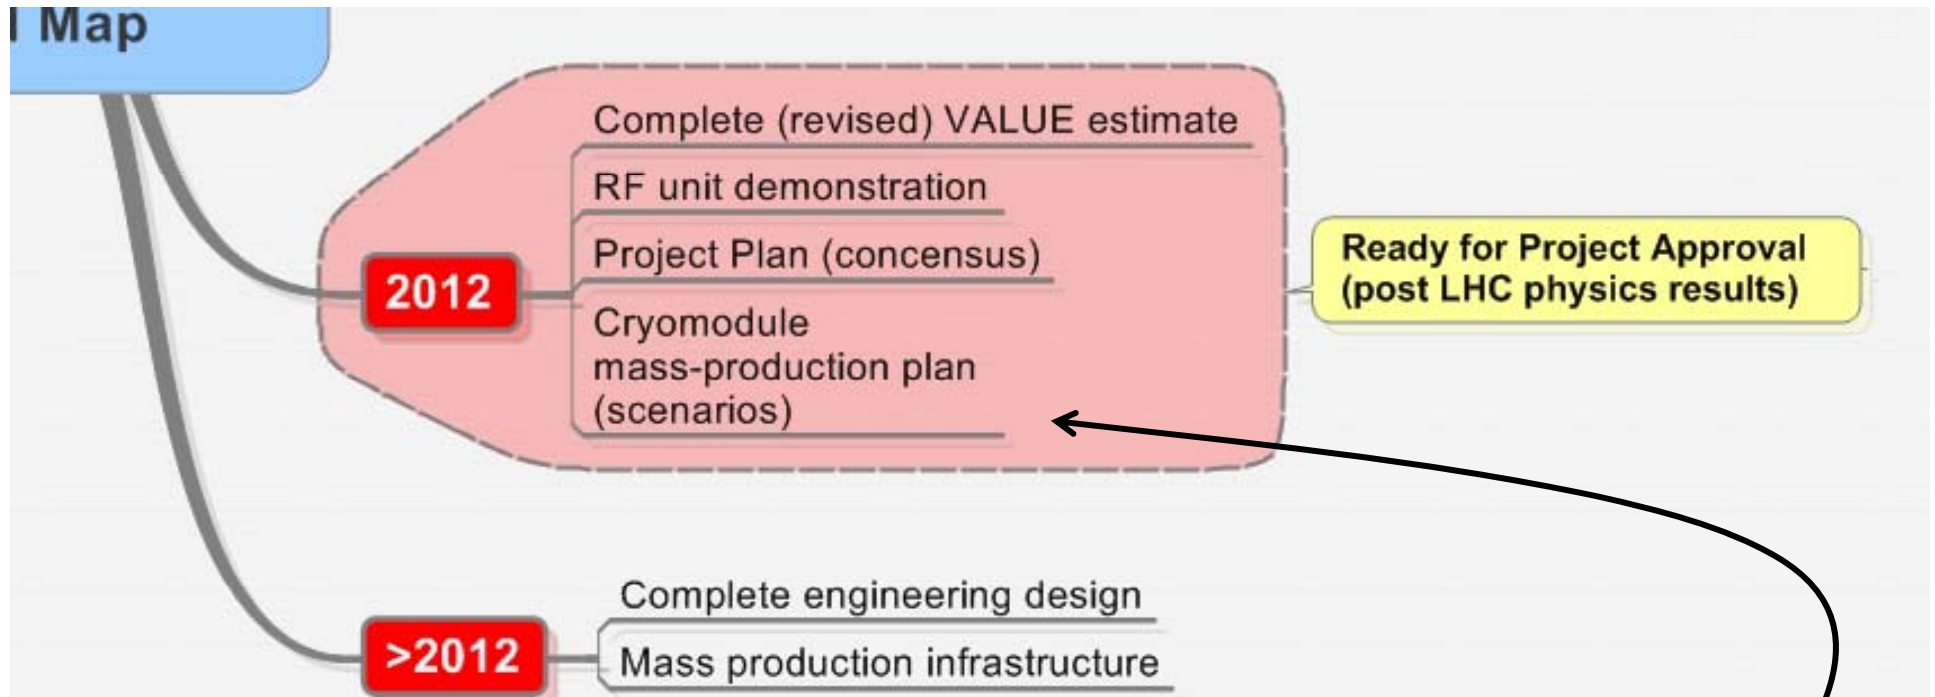 Map
Complete (revised) VALUE estimate
RF unit demonstration
Project Plan (concensus)
2012
Cryomodule
mass-production plan
(scenarios)
Ready for Project Approval
(post LHC physics results)
Complete engineering design
>2012
Mass production infrastructure